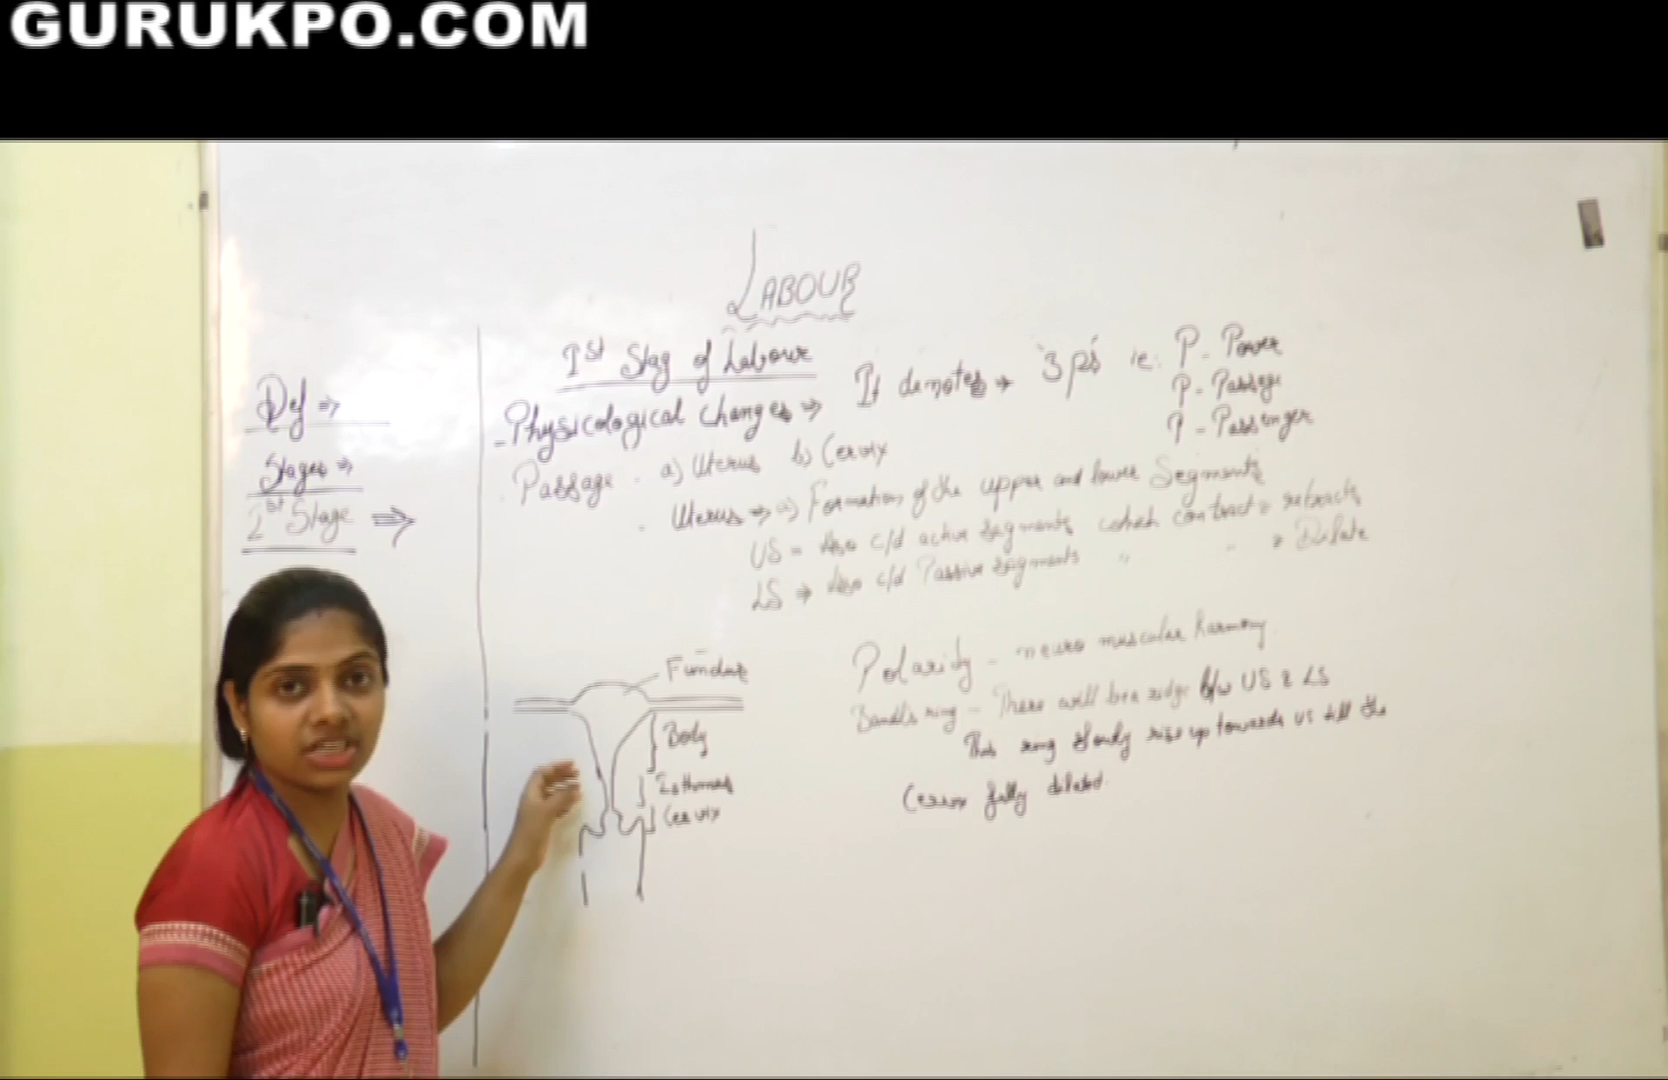 GURUKPO.COM
LABOUR
Def ⇒
Stages ⇒
1st Stage ⇒
1st Stag of Labour
- Physicological Changes ⇒ It denotes → 3 p's ie. P - Power
P - Passage
P - Passenger
Passage - a) Uterus b) Cervix
Uterus ⇒ a) Formation of the upper and lower Segments
US = also c/d active segments which contract & retracts
LS → also c/d Passive segments " " & Dilate
Polarity - neuro muscular harmony
Bandl's ring - There will be a ridge b/w US & LS
This ring slowly rise up towards US till the
Cervix fully dilated.
Fundus
Body
Isthmus
Cervix